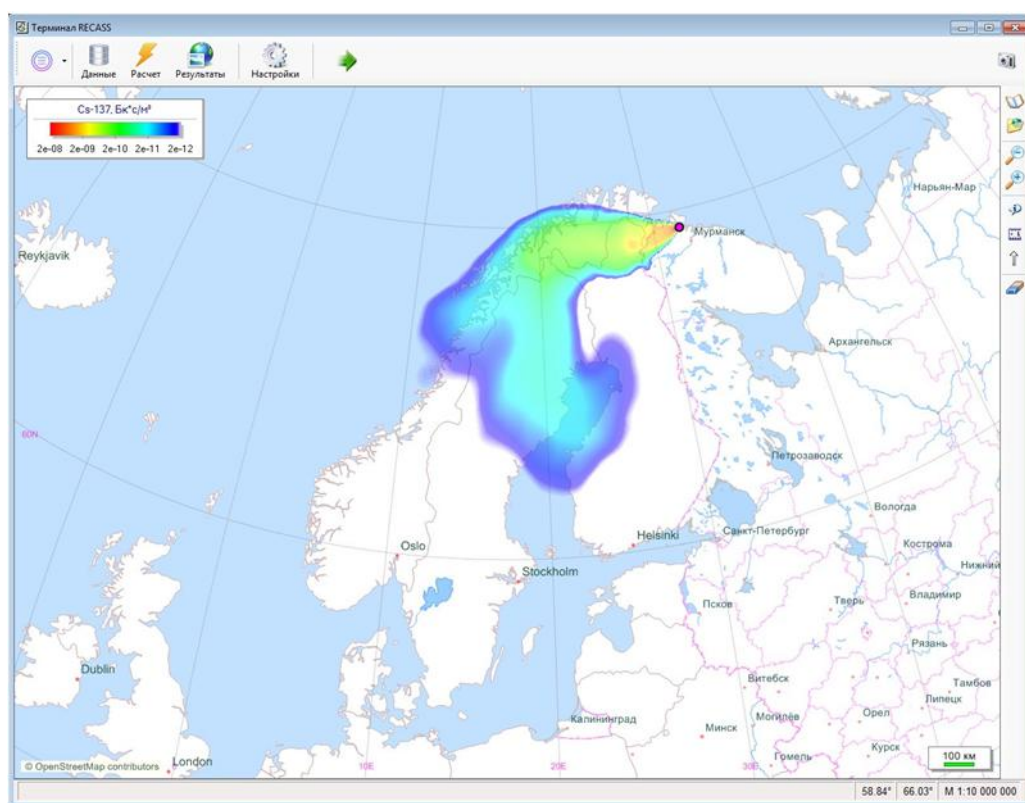 Терминал RECASS
Данные Расчет Результаты Настройки
Cs-137, Бк*с/м³
2e-08 2e-09 2e-10 2e-11 2e-12
Нарьян-Мар
Мурманск
Reykjavik
Архангельск
60N
Петрозаводск
Вологда
Oslo
Helsinki
Санкт-Петербург
Кострома
Stockholm
Нижний
Псков
Тверь
Владимир
Рязань
Dublin
Витебск
Тамбов
Липецк
Калининград
Могилёв
Орел
Минск
Курск
Гомель
100 км
© OpenStreetMap contributors
London
10E
20E
30E
58.84° 66.03° М 1:10 000 000